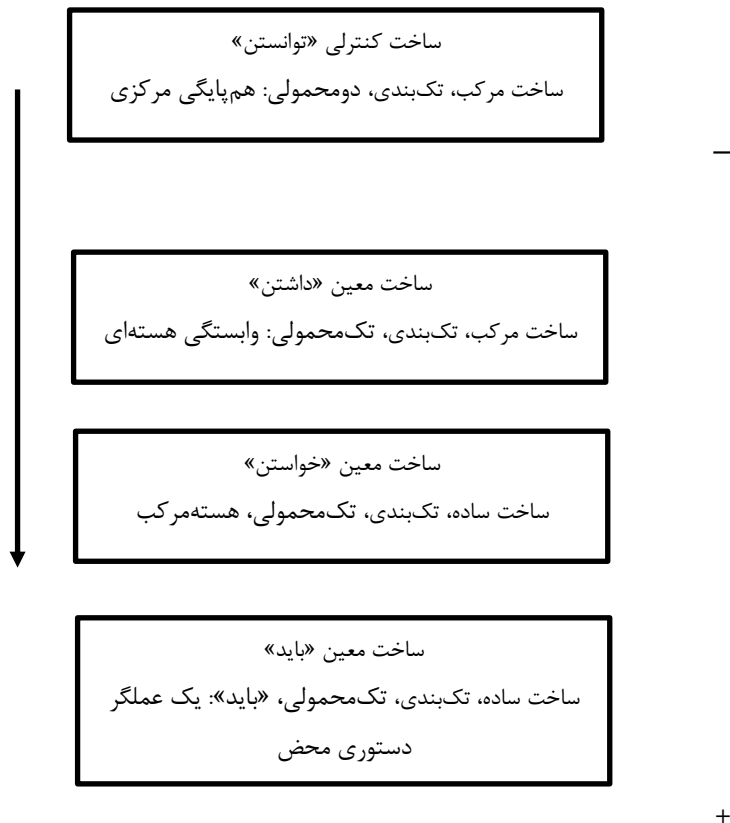 ساخت کنترلی «توانستن»
ساخت مرکب، تک‌بندی، دومحمولی: هم‌پایگی مرکزی
–
ساخت معین «داشتن»
ساخت مرکب، تک‌بندی، تک‌محمولی: وابستگی هسته‌ای
ساخت معین «خواستن»
ساخت ساده، تک‌بندی، تک‌محمولی، هسته‌مرکب
ساخت معین «باید»
ساخت ساده، تک‌بندی، تک‌محمولی، «باید»: یک عملگر
دستوری محض
+